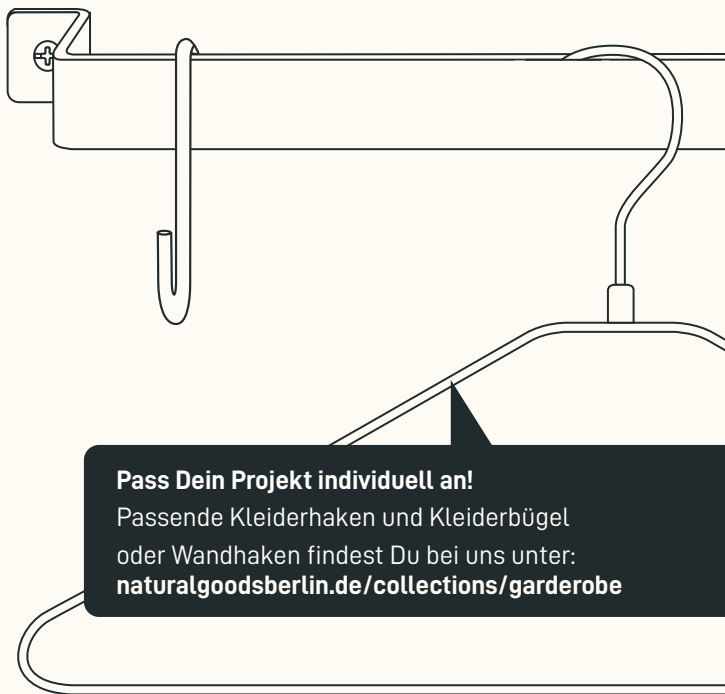 Pass Dein Projekt individuell an!
Passende Kleiderhaken und Kleiderbügel
oder Wandhaken findest Du bei uns unter:
naturalgoodsberlin.de/collections/garderobe